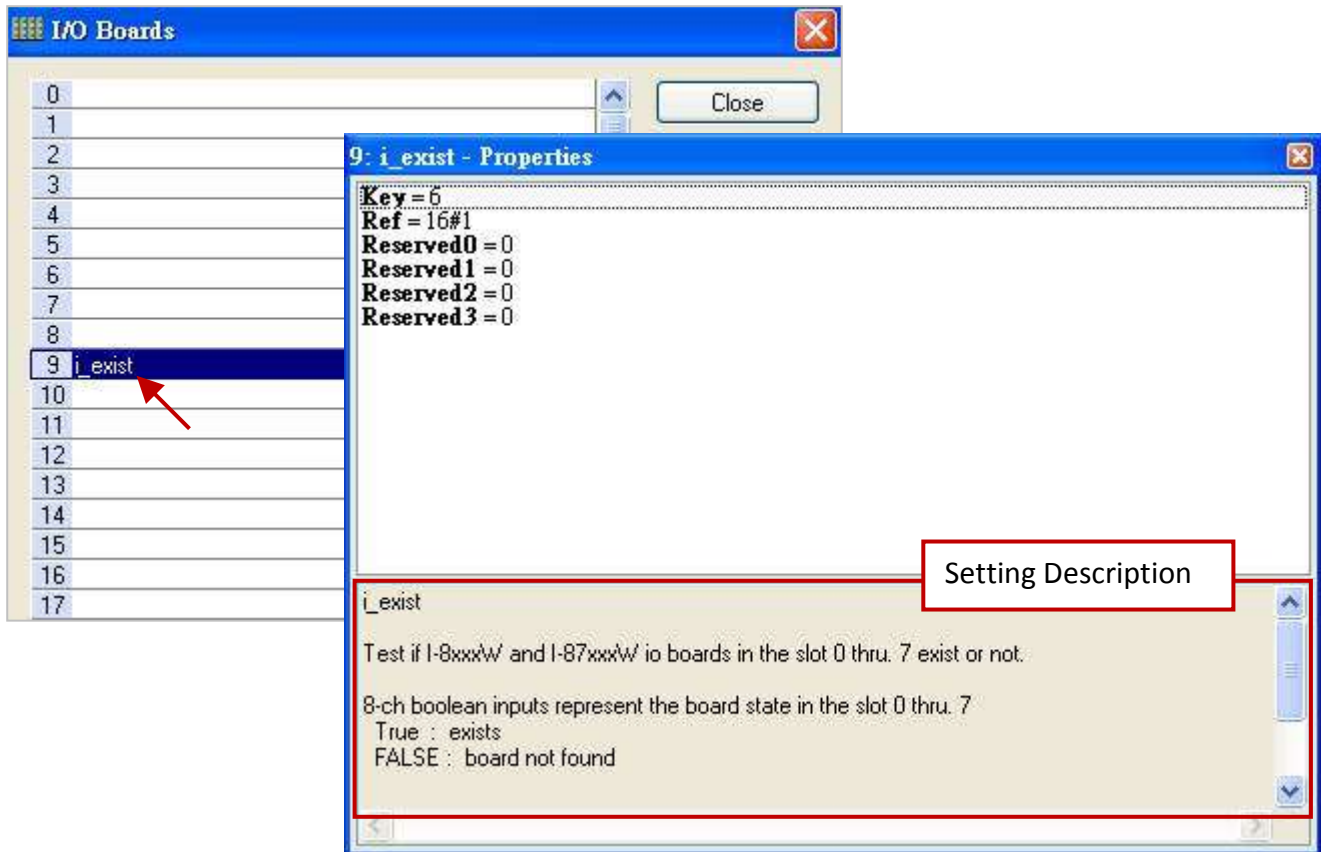 I/O Boards
0
Close
1
2
9: i_exist - Properties
3
Key = 6
4
Ref = 16#1
5
Reserved0 = 0
6
Reserved1 = 0
7
Reserved2 = 0
8
Reserved3 = 0
9 i_exist
10
11
12
13
14
15
16
17
Setting Description
i_exist
Test if I-8xxxW and I-87xxxW io boards in the slot 0 thru. 7 exist or not.
8-ch boolean inputs represent the board state in the slot 0 thru. 7
True : exists
FALSE : board not found